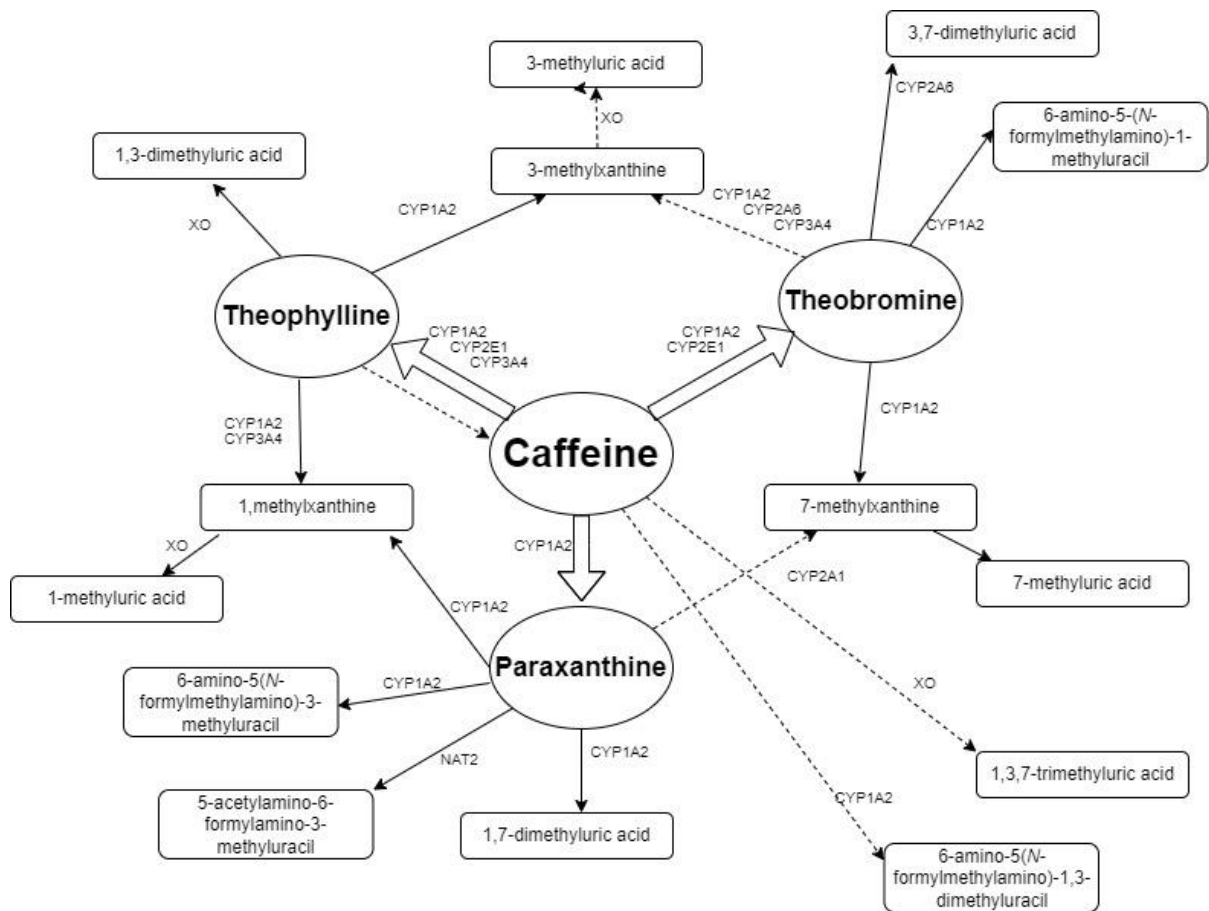 3,7-dimethyluric acid
3-methyluric acid
CYP2A6
XO
6-amino-5-(N-
formylmethylamino)-1-
methyluracil
1,3-dimethyluric acid
3-methylxanthine
CYP1A2
CYP1A2
CYP2A6
CYP3A4
XO
CYP1A2
Theophylline
Theobromine
CYP1A2
CYP2E1
CYP3A4
CYP1A2
CYP2E1
CYP1A2
CYP1A2
CYP3A4
Caffeine
1,methylxanthine
7-methylxanthine
XO
CYP1A2
CYP2A1
1-methyluric acid
7-methyluric acid
CYP1A2
Paraxanthine
6-amino-5(N-
formylmethylamino)-3-
methyluracil
CYP1A2
XO
NAT2
CYP1A2
1,3,7-trimethyluric acid
5-acetylamino-6-
formylamino-3-
methyluracil
1,7-dimethyluric acid
CYP1A2
6-amino-5(N-
formylmethylamino)-1,3-
dimethyluracil